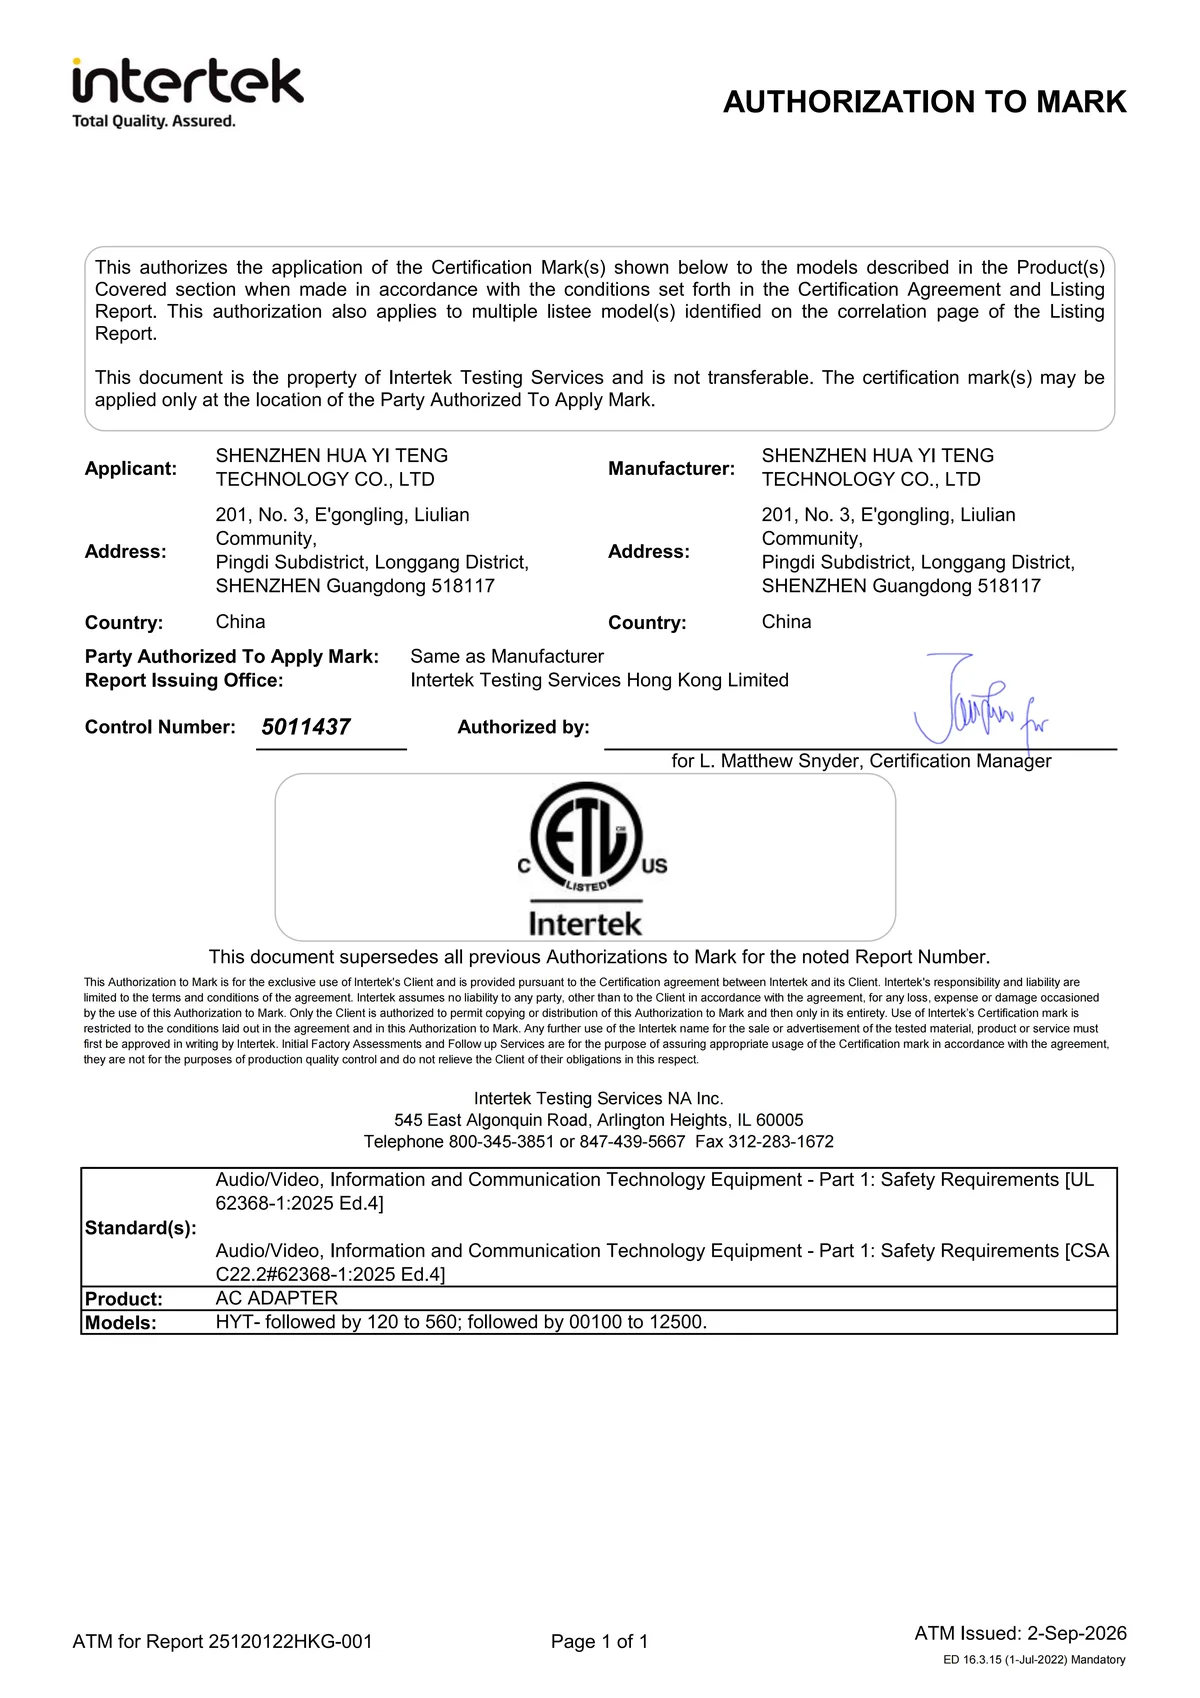 intertek
Total Quality. Assured.
AUTHORIZATION TO MARK
This authorizes the application of the Certification Mark(s) shown below to the models described in the Product(s)
Covered section when made in accordance with the conditions set forth in the Certification Agreement and Listing
Report. This authorization also applies to multiple listee model(s) identified on the correlation page of the Listing
Report.
This document is the property of Intertek Testing Services and is not transferable. The certification mark(s) may be
applied only at the location of the Party Authorized To Apply Mark.
Applicant: SHENZHEN HUA YI TENG
TECHNOLOGY CO., LTD
Manufacturer: SHENZHEN HUA YI TENG
TECHNOLOGY CO., LTD
Address: 201, No. 3, E'gongling, Liulian
Community,
Pingdi Subdistrict, Longgang District,
SHENZHEN Guangdong 518117
Address: 201, No. 3, E'gongling, Liulian
Community,
Pingdi Subdistrict, Longgang District,
SHENZHEN Guangdong 518117
Country: China
Country: China
Party Authorized To Apply Mark: Same as Manufacturer
Report Issuing Office: Intertek Testing Services Hong Kong Limited
Control Number: 5011437 Authorized by:
for L. Matthew Snyder, Certification Manager
ETL
CM
LISTED
C US
Intertek
This document supersedes all previous Authorizations to Mark for the noted Report Number.
This Authorization to Mark is for the exclusive use of Intertek's Client and is provided pursuant to the Certification agreement between Intertek and its Client. Intertek's responsibility and liability are
limited to the terms and conditions of the agreement. Intertek assumes no liability to any party, other than to the Client in accordance with the agreement, for any loss, expense or damage occasioned
by the use of this Authorization to Mark. Only the Client is authorized to permit copying or distribution of this Authorization to Mark and then only in its entirety. Use of Intertek's Certification mark is
restricted to the conditions laid out in the agreement and in this Authorization to Mark. Any further use of the Intertek name for the sale or advertisement of the tested material, product or service must
first be approved in writing by Intertek. Initial Factory Assessments and Follow up Services are for the purpose of assuring appropriate usage of the Certification mark in accordance with the agreement,
they are not for the purposes of production quality control and do not relieve the Client of their obligations in this respect.
Intertek Testing Services NA Inc.
545 East Algonquin Road, Arlington Heights, IL 60005
Telephone 800-345-3851 or 847-439-5667 Fax 312-283-1672
Standard(s): Audio/Video, Information and Communication Technology Equipment - Part 1: Safety Requirements [UL
62368-1:2025 Ed.4]
Audio/Video, Information and Communication Technology Equipment - Part 1: Safety Requirements [CSA
C22.2#62368-1:2025 Ed.4]
Product: AC ADAPTER
Models: HYT- followed by 120 to 560; followed by 00100 to 12500.
ATM for Report 25120122HKG-001
Page 1 of 1
ATM Issued: 2-Sep-2026
ED 16.3.15 (1-Jul-2022) Mandatory